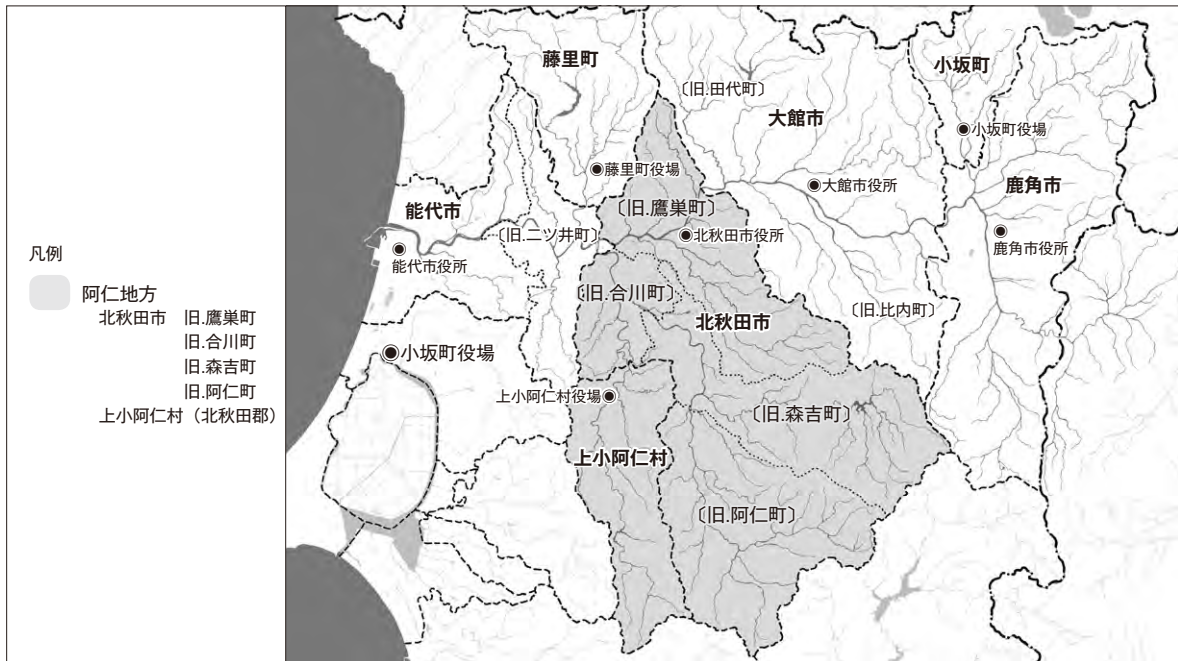 凡例
阿仁地方
北秋田市 旧.鷹巣町
旧.合川町
旧.森吉町
旧.阿仁町
上小阿仁村（北秋田郡）
藤里町
〔旧.田代町〕
小坂町
大館市
◉小坂町役場
◉藤里町役場
◉大館市役所
鹿角市
能代市
〔旧.鷹巣町〕
〔旧.二ツ井町〕
◉北秋田市役所
◉
鹿角市役所
◉
能代市役所
〔旧.合川町〕
〔旧.比内町〕
北秋田市
◉小坂町役場
上小阿仁村役場◉
〔旧.森吉町〕
上小阿仁村
〔旧.阿仁町〕